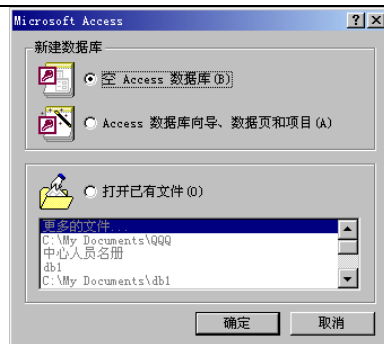 Microsoft Access
新建数据库
空 Access 数据库(B)
Access 数据库向导、数据页和项目(A)
打开已有文件(O)
更多的文件...
C:\My Documents\QQQ
中心人员名册
db1
C:\My Documents\db1
确定
取消